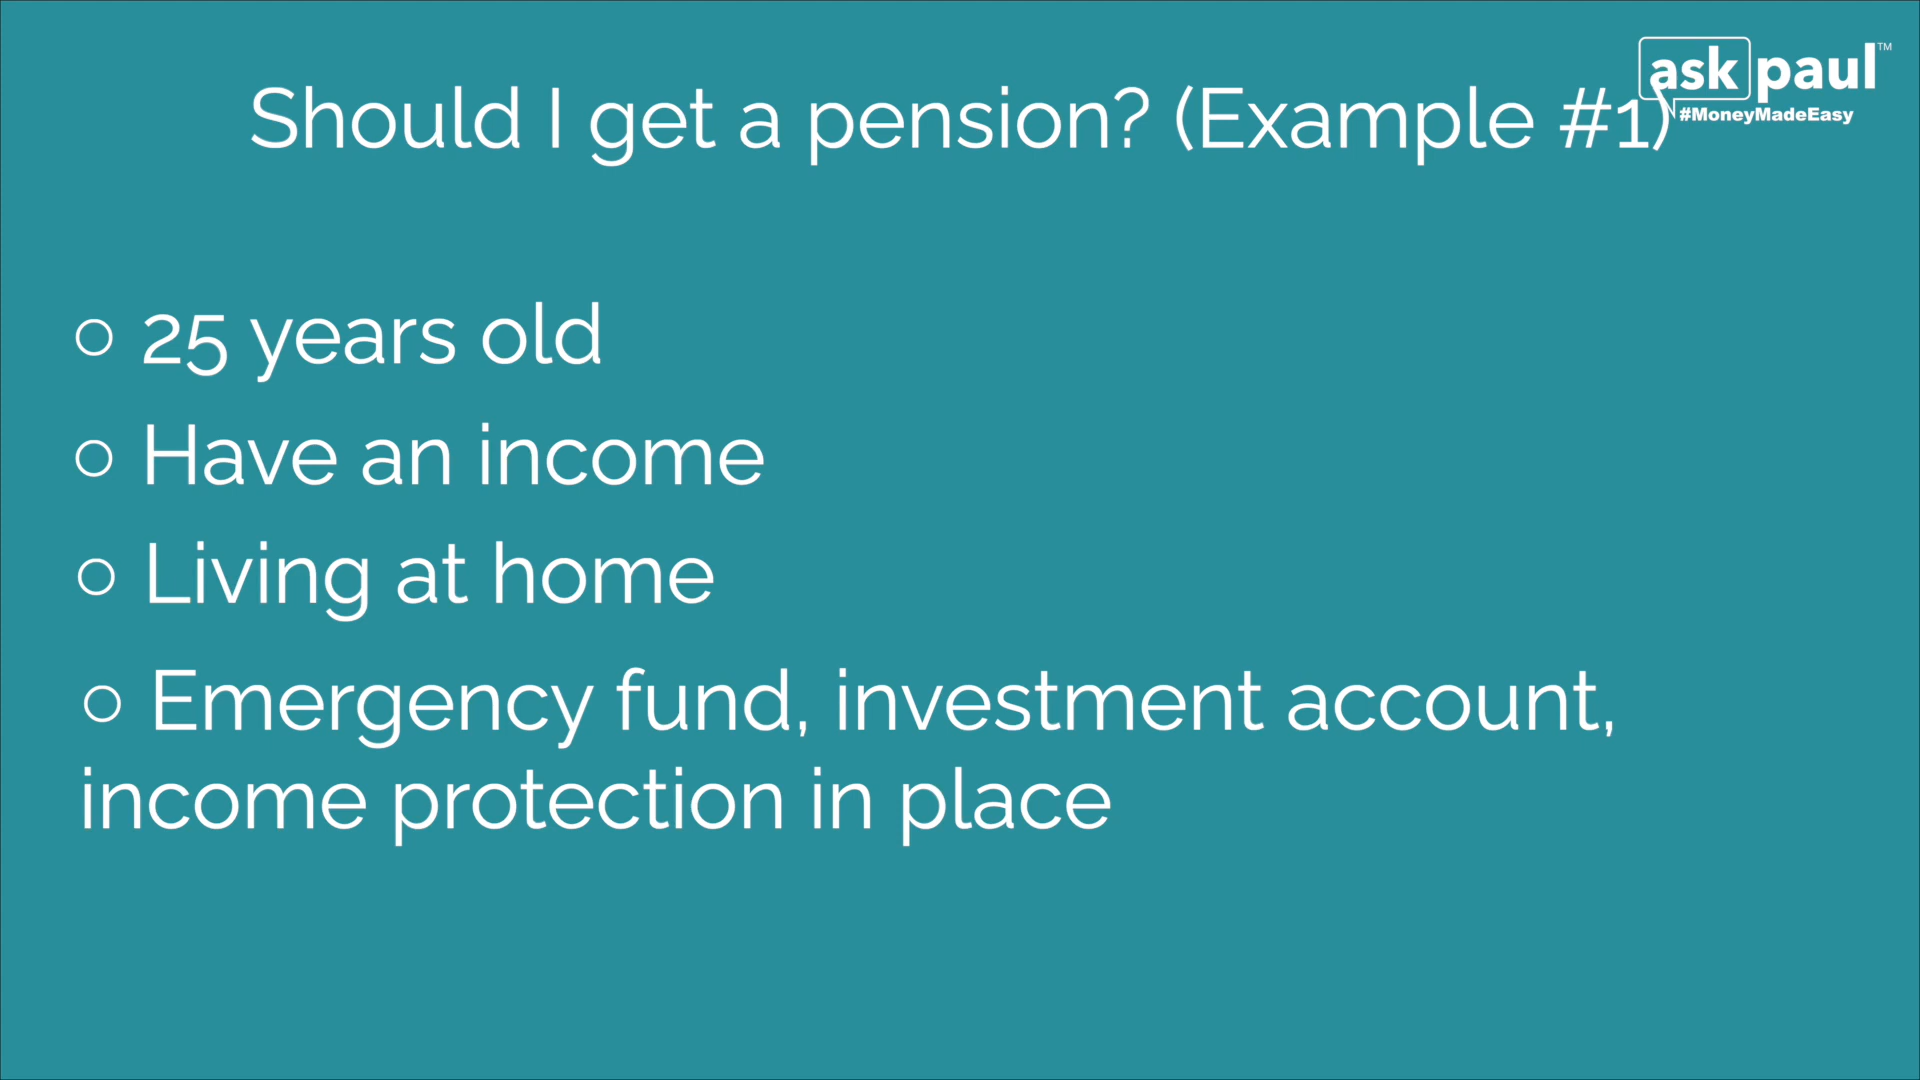 ask paul™
#MoneyMadeEasy
Should I get a pension? (Example #1)
○ 25 years old
○ Have an income
○ Living at home
○ Emergency fund, investment account,
income protection in place